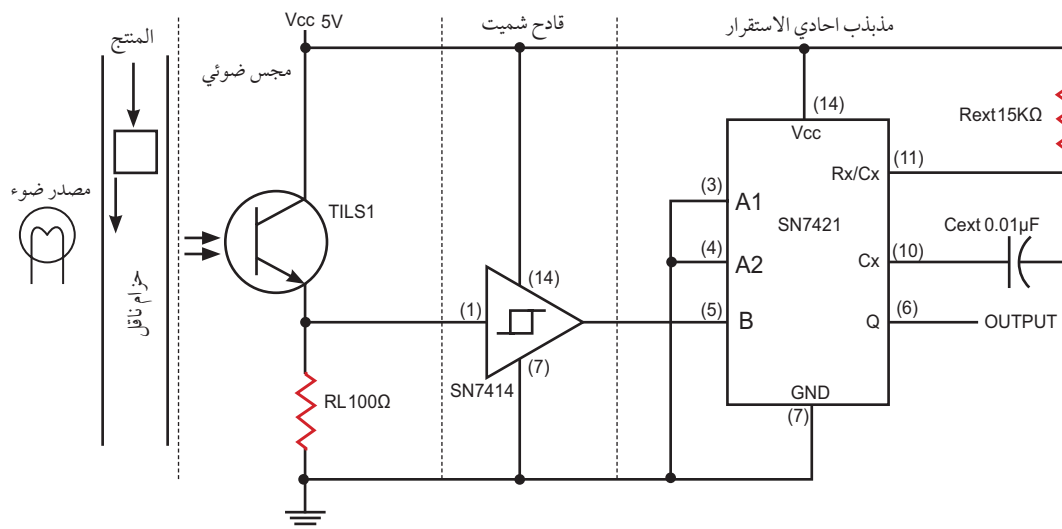 Vcc 5V
قادح شميت
مذبذب احادي الاستقرار
المنتج
مجس ضوئي
(14)
Vcc
Rext15KΩ
(11)
Rx/Cx
مصدر ضوء
TILS1
(3)
A1
SN7421
Cext 0.01µF
(4)
A2
Cx
(10)
حزام ناقل
(14)
(1)
(5)
B
Q
(6)
OUTPUT
(7)
SN7414
RL100Ω
GND
(7)